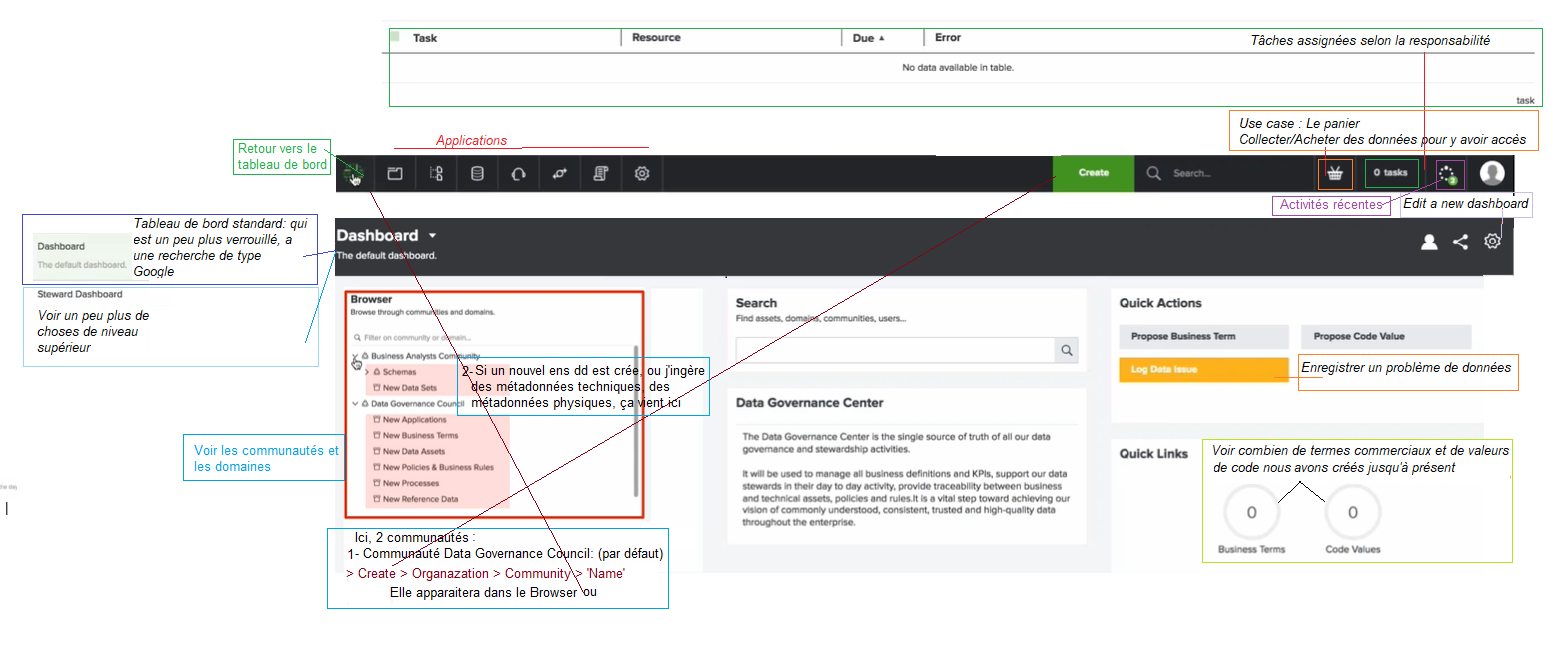 Task Resource Due Error
Tâches assignées selon la responsabilité
No data available in table.
task
Use case : Le panier
Collecter/Acheter des données pour y avoir accès
Applications
Retour vers le
tableau de bord
Create
Search...
0 tasks
2
Activités récentes
Edit a new dashboard
Tableau de bord standard: qui
est un peu plus verrouillé, a
une recherche de type
Google
Dashboard
The default dashboard.
Steward Dashboard
Voir un peu plus de
choses de niveau
supérieur
Dashboard
The default dashboard.
Browser
Browse through communities and domains.
Filter on community or domain...
Business Analysts Community
Schemas
New Data Sets
Data Governance Council
New Applications
New Business Terms
New Data Assets
New Policies & Business Rules
New Processes
New Reference Data
2- Si un nouvel ens dd est crée, ou j'ingère
des métadonnées techniques, des
métadonnées physiques, ça vient ici
Voir les communautés et
les domaines
Ici, 2 communautés :
1- Communauté Data Governance Council: (par défaut)
> Create > Organazation > Community > 'Name'
Elle apparaitera dans le Browser ou
Search
Find assets, domains, communities, users...
Data Governance Center
The Data Governance Center is the single source of truth of all our data
governance and stewardship activities.
It will be used to manage all business definitions and KPIs, support our data
stewards in their day to day activity, provide traceability between business
and technical assets, policies and rules.It is a vital step toward achieving our
vision of commonly understood, consistent, trusted and high-quality data
throughout the enterprise.
Quick Actions
Propose Business Term
Propose Code Value
Log Data Issue
Enregistrer un problème de données
Quick Links
Voir combien de termes commerciaux et de valeurs
de code nous avons créés jusqu'à présent
0 0
Business Terms Code Values
the day